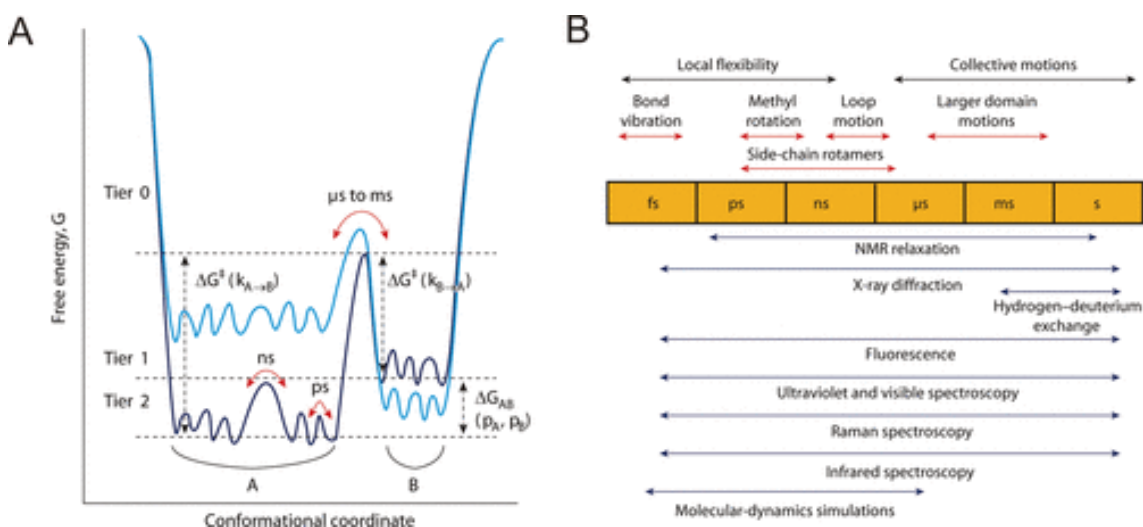 A
Free energy, G
Tier 0
Tier 1
Tier 2
µs to ms
ΔG‡ (kA→B)
ΔG‡ (kB→A)
ns
ps
ΔGAB
(pA, pB)
A
B
Conformational coordinate
B
Local flexibility
Collective motions
Bond
vibration
Methyl
rotation
Loop
motion
Larger domain
motions
Side-chain rotamers
fs
ps
ns
µs
ms
s
NMR relaxation
X-ray diffraction
Hydrogen–deuterium
exchange
Fluorescence
Ultraviolet and visible spectroscopy
Raman spectroscopy
Infrared spectroscopy
Molecular-dynamics simulations